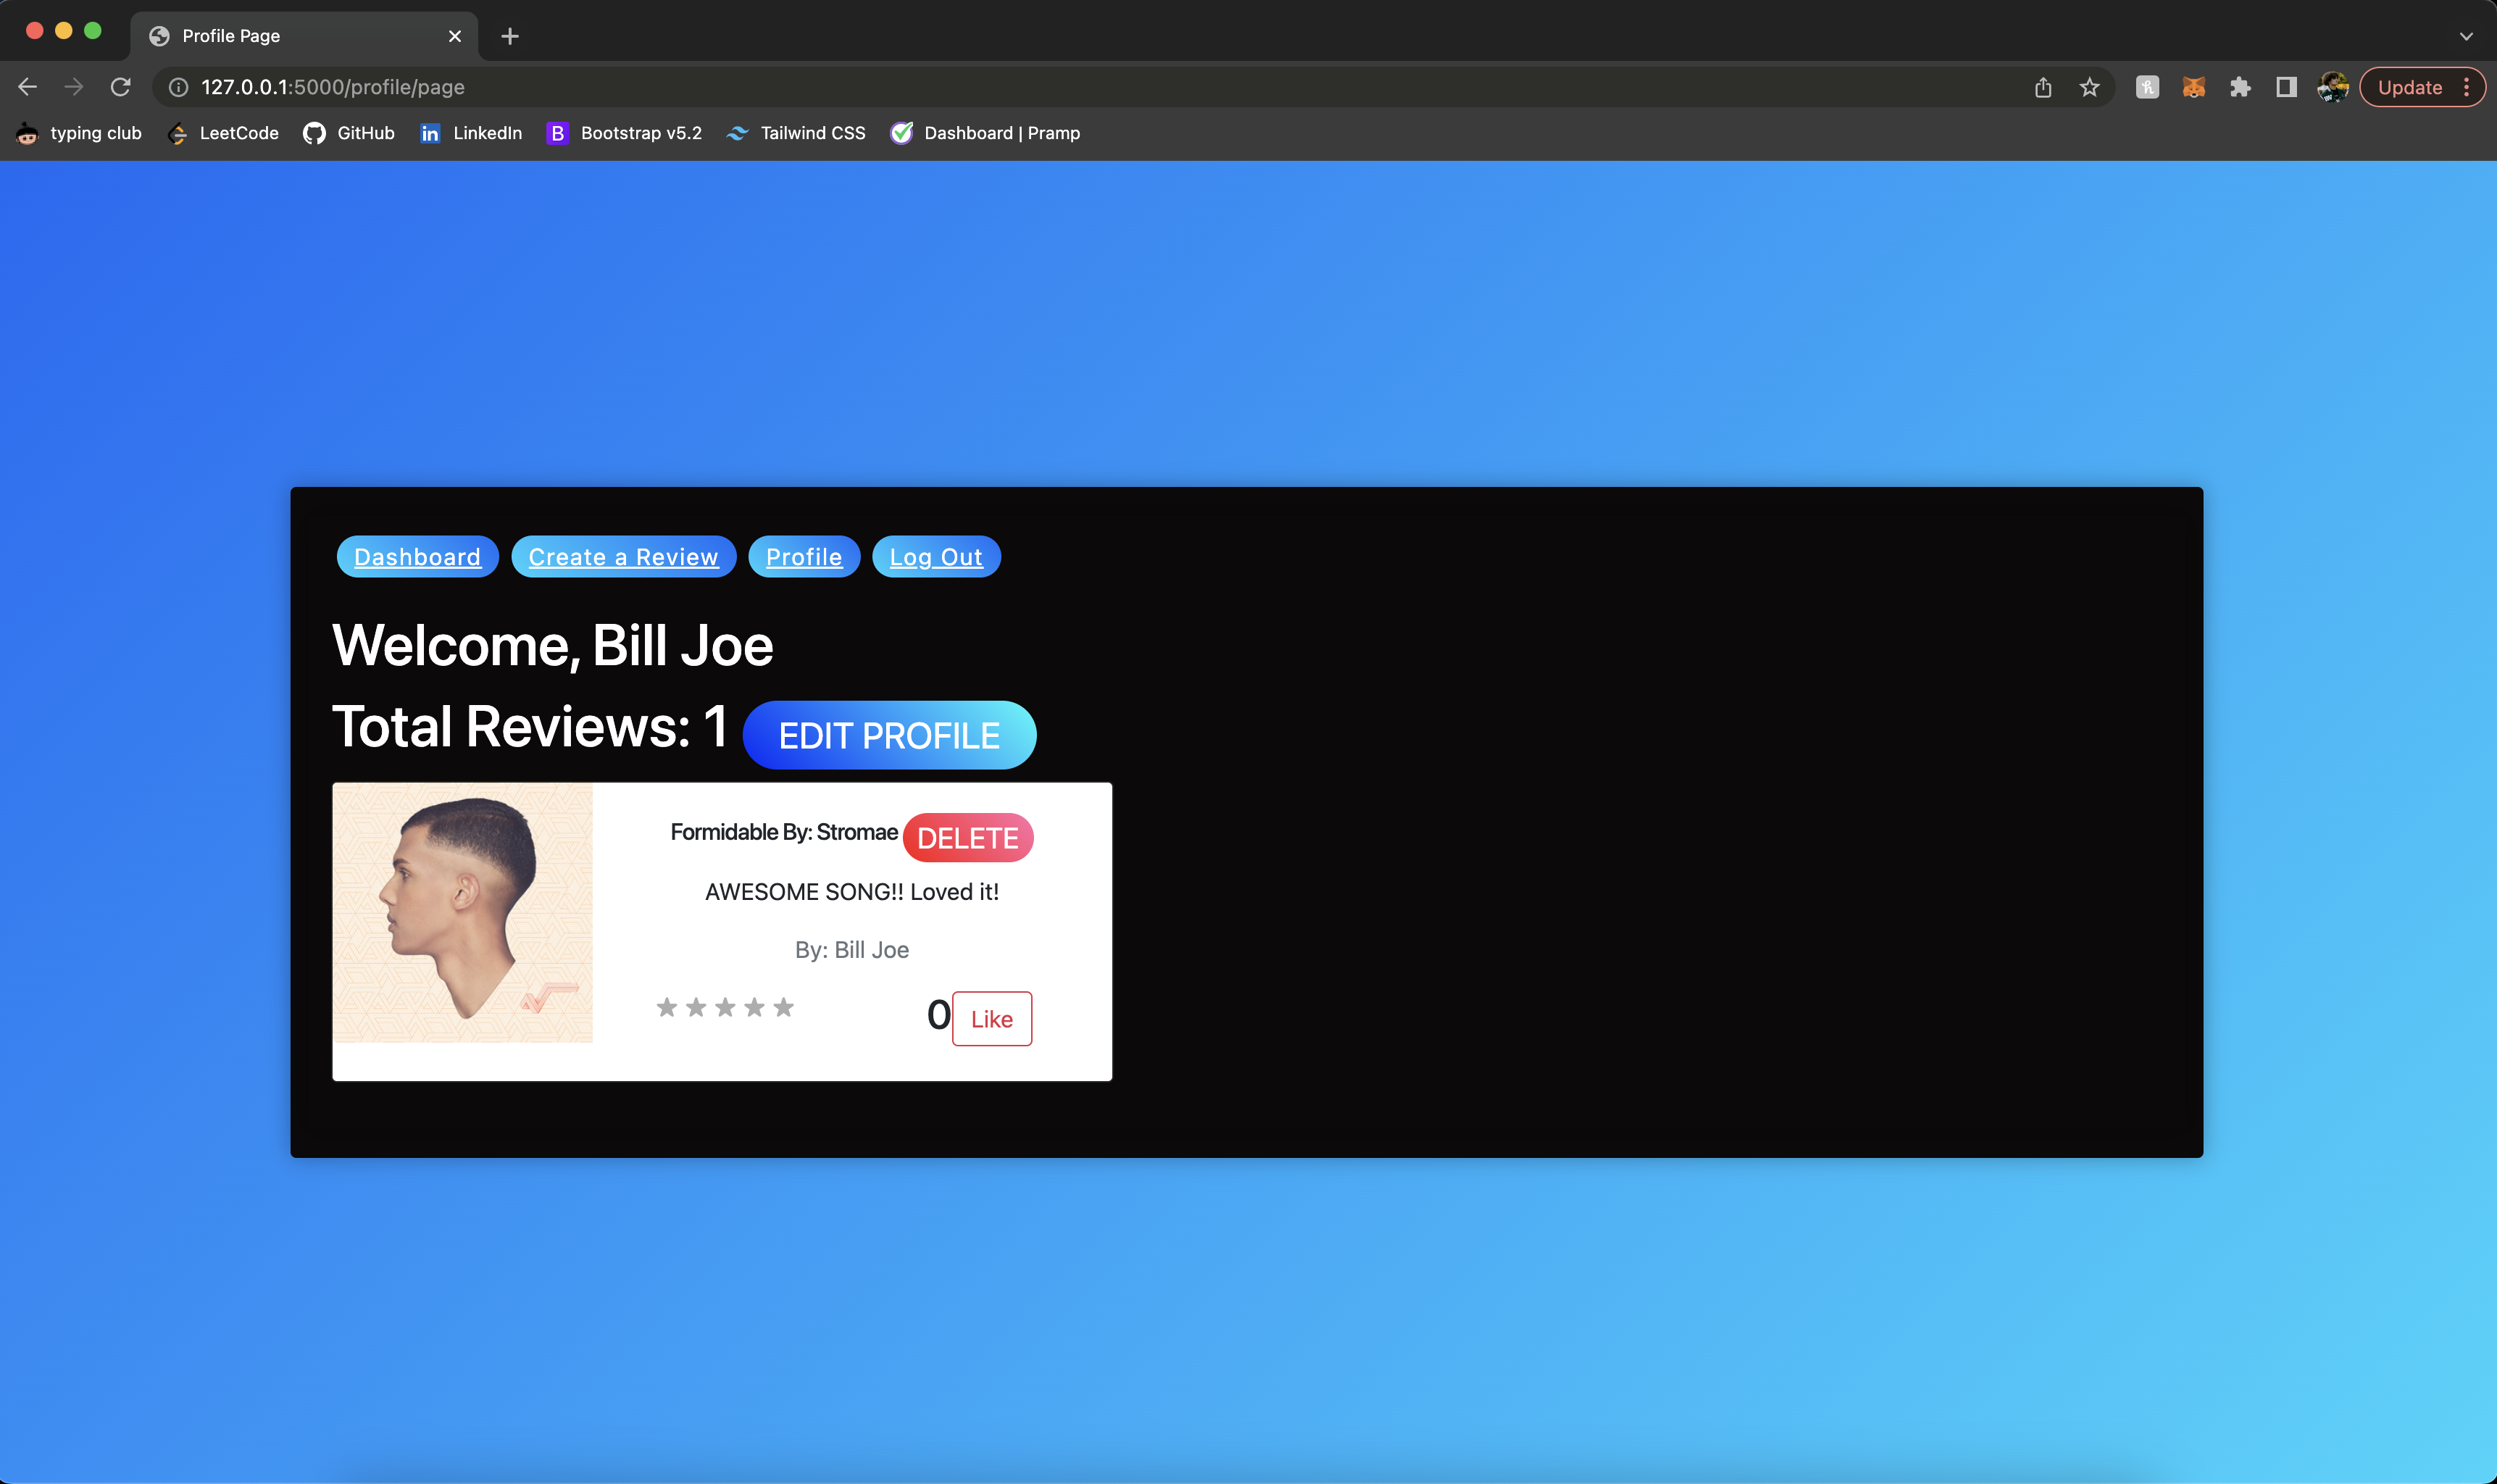 Profile Page
127.0.0.1:5000/profile/page
Update
typing club LeetCode GitHub in LinkedIn B Bootstrap v5.2 Tailwind CSS Dashboard | Pramp
Dashboard Create a Review Profile Log Out
Welcome, Bill Joe
Total Reviews: 1 EDIT PROFILE
Formidable By: Stromae DELETE
AWESOME SONG!! Loved it!
By: Bill Joe
0 Like